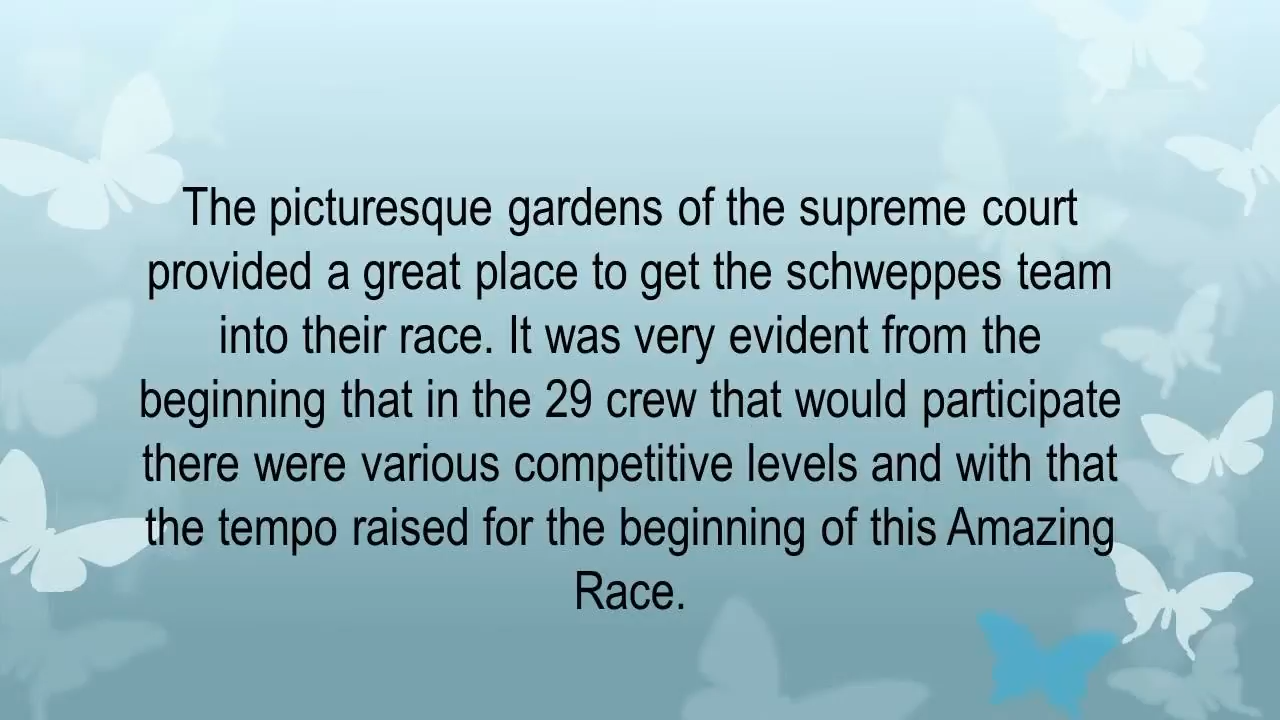 The picturesque gardens of the supreme court
provided a great place to get the schweppes team
into their race. It was very evident from the
beginning that in the 29 crew that would participate
there were various competitive levels and with that
the tempo raised for the beginning of this Amazing
Race.